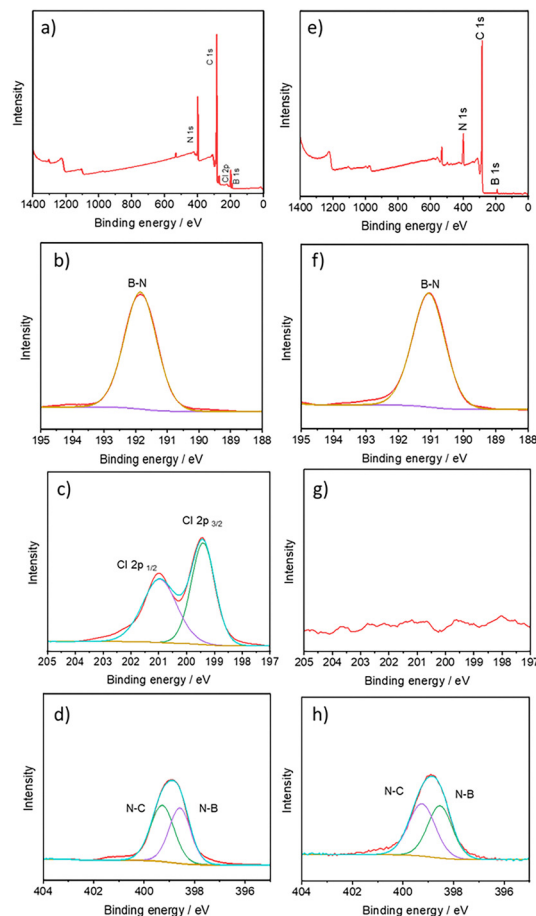 a)
Intensity
C 1s
N 1s
Cl 2p
B 1s
1400 1200 1000 800 600 400 200 0
Binding energy / eV
e)
Intensity
C 1s
N 1s
B 1s
1400 1200 1000 800 600 400 200 0
Binding energy / eV
b)
Intensity
B-N
195 194 193 192 191 190 189 188
Binding energy / eV
f)
Intensity
B-N
195 194 193 192 191 190 189 188
Binding energy / eV
c)
Intensity
Cl 2p 3/2
Cl 2p 1/2
205 204 203 202 201 200 199 198 197
Binding energy / eV
g)
Intensity
205 204 203 202 201 200 199 198 197
Binding energy / eV
d)
Intensity
N-C
N-B
404 402 400 398 396
Binding energy / eV
h)
Intensity
N-C
N-B
404 402 400 398 396
Binding energy / eV